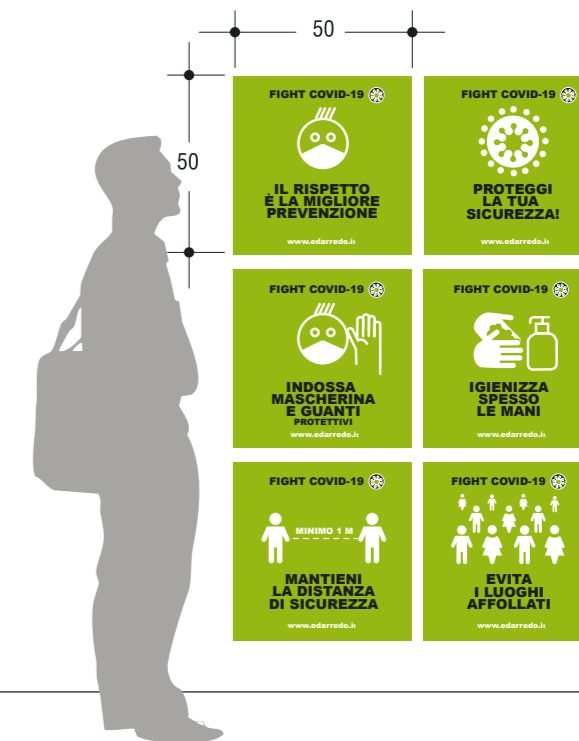 50
50
FIGHT COVID-19
IL RISPETTO
È LA MIGLIORE
PREVENZIONE
www.edarredo.it
FIGHT COVID-19
PROTEGGI
LA TUA
SICUREZZA!
www.edarredo.it
FIGHT COVID-19
INDOSSA
MASCHERINA
E GUANTI
PROTETTIVI
www.edarredo.it
FIGHT COVID-19
IGIENIZZA
SPESSO
LE MANI
www.edarredo.it
FIGHT COVID-19
MINIMO 1 M
MANTIENI
LA DISTANZA
DI SICUREZZA
www.edarredo.it
FIGHT COVID-19
EVITA
I LUOGHI
AFFOLLATI
www.edarredo.it